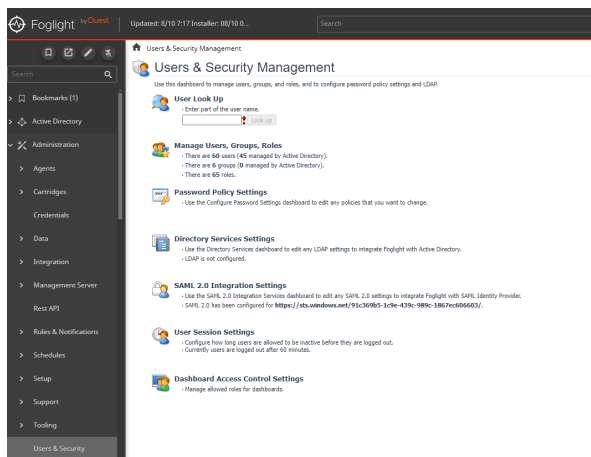 Foglight by Quest
Updated: 8/10 7:17 Installer: 08/10 0...
Search
Search
Bookmarks (1)
Active Directory
Administration
Agents
Cartridges
Credentials
Data
Integration
Management Server
Rest API
Rules & Notifications
Schedules
Setup
Support
Tooling
Users & Security
Users & Security Management
Users & Security Management
Use this dashboard to manage users, groups, and roles, and to configure password policy settings and LDAP.
User Look Up
› Enter part of the user name.
Look up
Manage Users, Groups, Roles
› There are 60 users (45 managed by Active Directory).
› There are 6 groups (0 managed by Active Directory).
› There are 65 roles.
Password Policy Settings
› Use the Configure Password Settings dashboard to edit any policies that you want to change.
Directory Services Settings
› Use the Directory Services dashboard to edit any LDAP settings to integrate Foglight with Active Directory.
› LDAP is not configured.
SAML 2.0 Integration Settings
› Use the SAML 2.0 Integration Services dashboard to edit any SAML 2.0 settings to integrate Foglight with SAML Identity Provider.
› SAML 2.0 has been configured for https://sts.windows.net/91c369b5-1c9e-439c-989c-1867ec606603/.
User Session Settings
› Configure how long users are allowed to be inactive before they are logged out.
› Currently users are logged out after 60 minutes.
Dashboard Access Control Settings
› Manage allowed roles for dashboards.